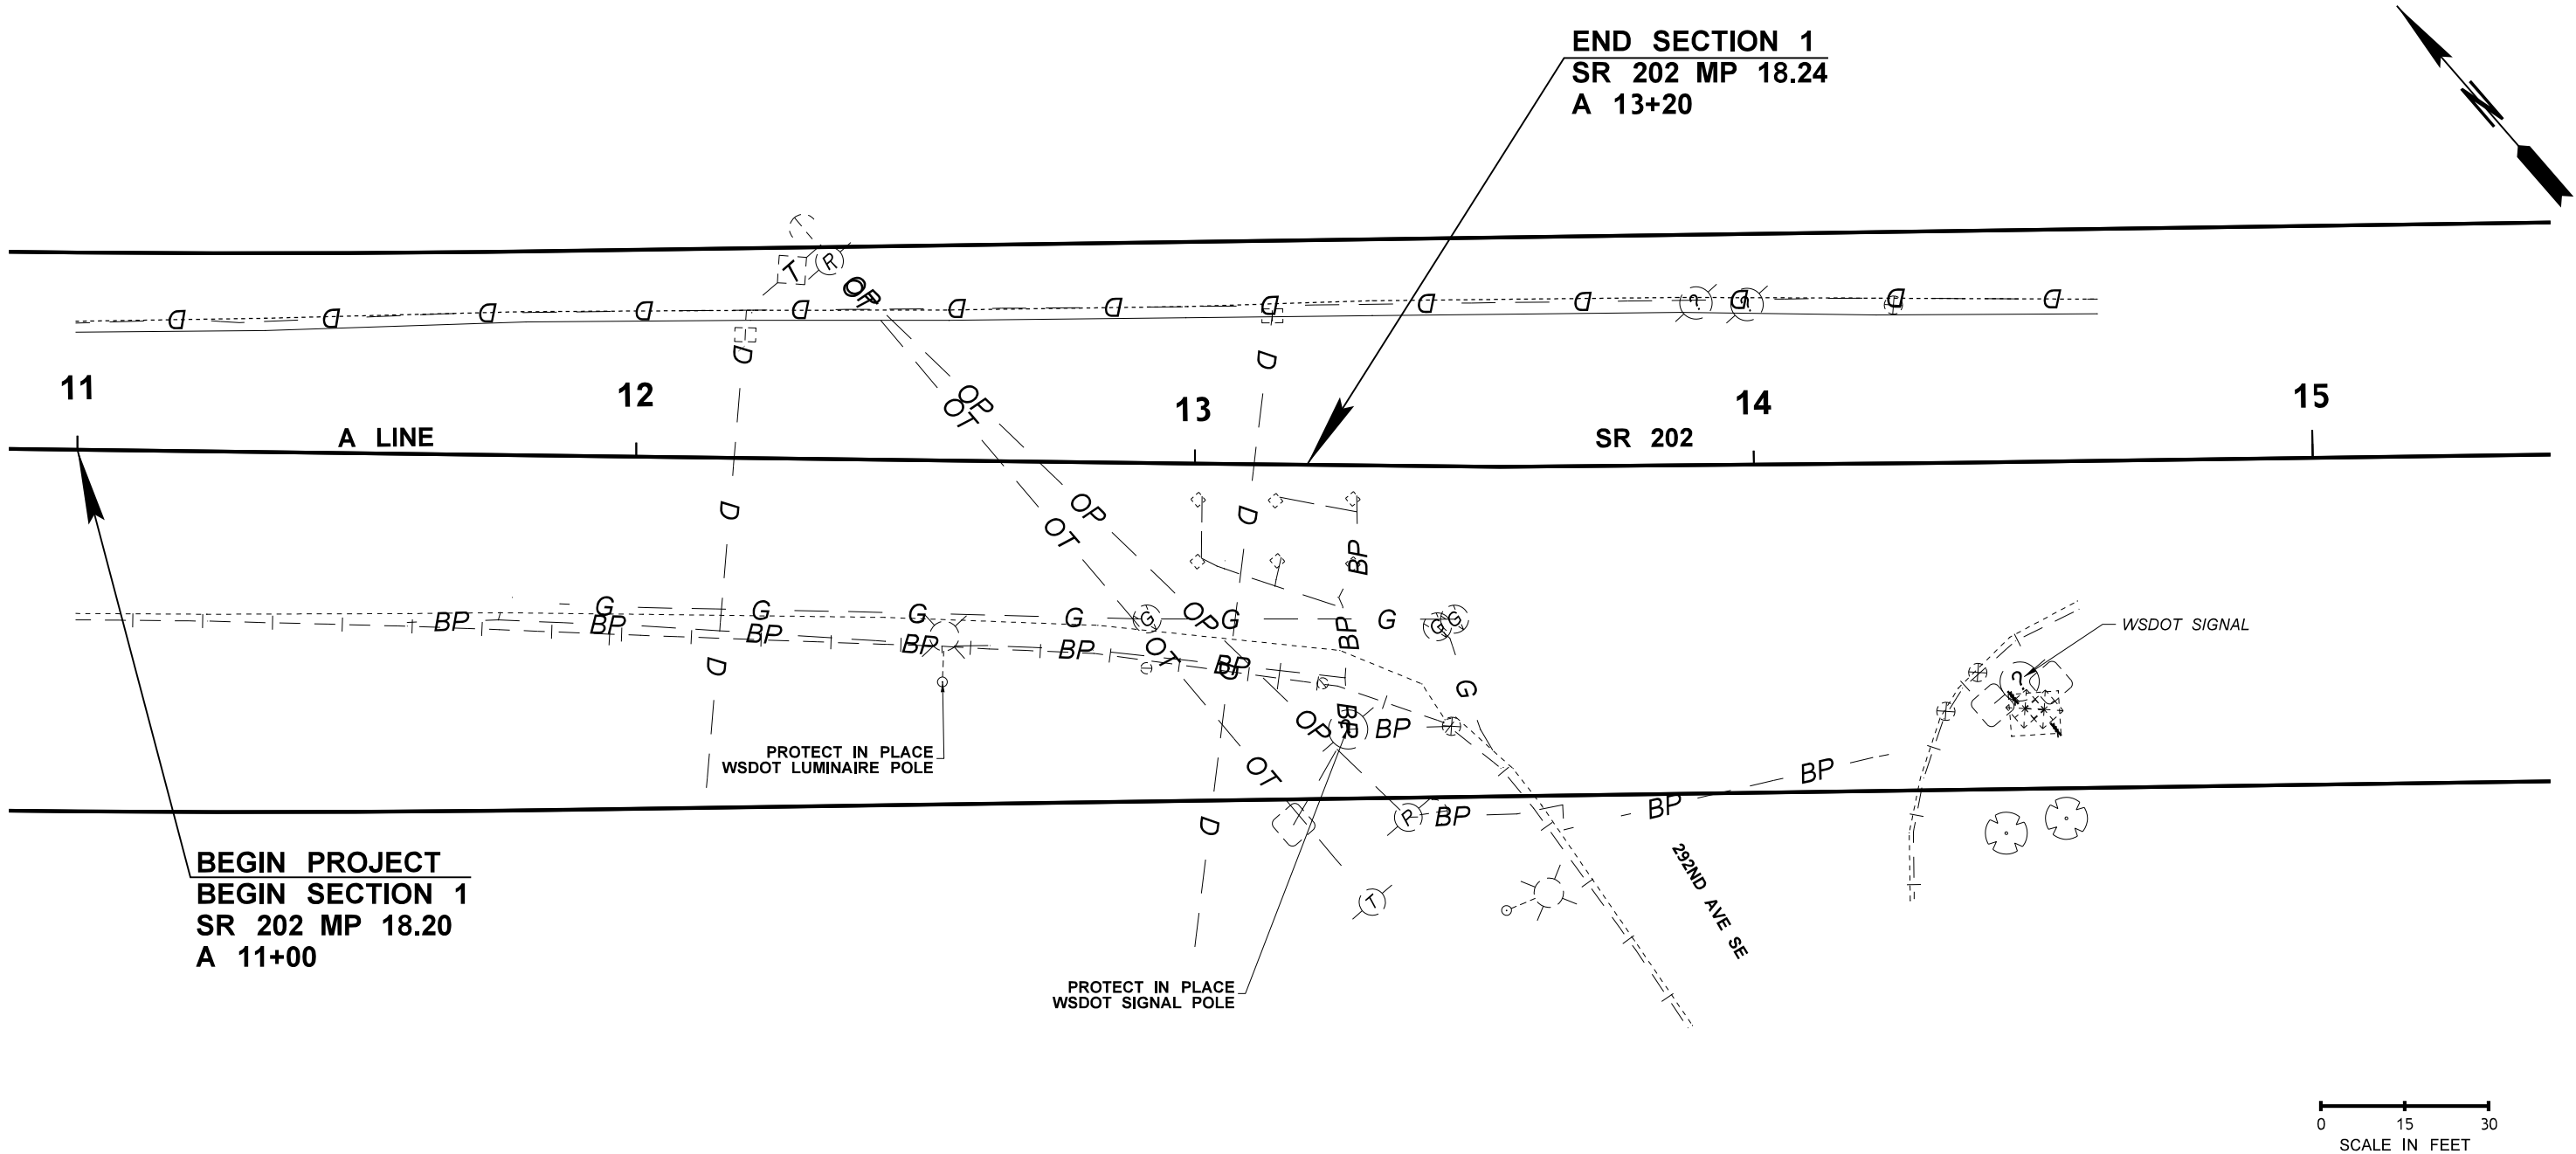 END SECTION 1
SR 202 MP 18.24
A 13+20
N
T
T
R
OP
OT
D D D D D D D D D D D D D
? ?
D
D
11
12
13
14
15
OP
OT
A LINE
SR 202
D
D
OP
OT
BP
G G G G G G
G
G G
BP BP BP BP BP BP
OP
OT
BP
G
D
G
WSDOT SIGNAL
?
OP
BP
BP
OT
PROTECT IN PLACE
WSDOT LUMINAIRE POLE
BP
BP
P
BP
D
292ND AVE SE
T
BEGIN PROJECT
BEGIN SECTION 1
SR 202 MP 18.20
A 11+00
PROTECT IN PLACE
WSDOT SIGNAL POLE
0 15 30
SCALE IN FEET